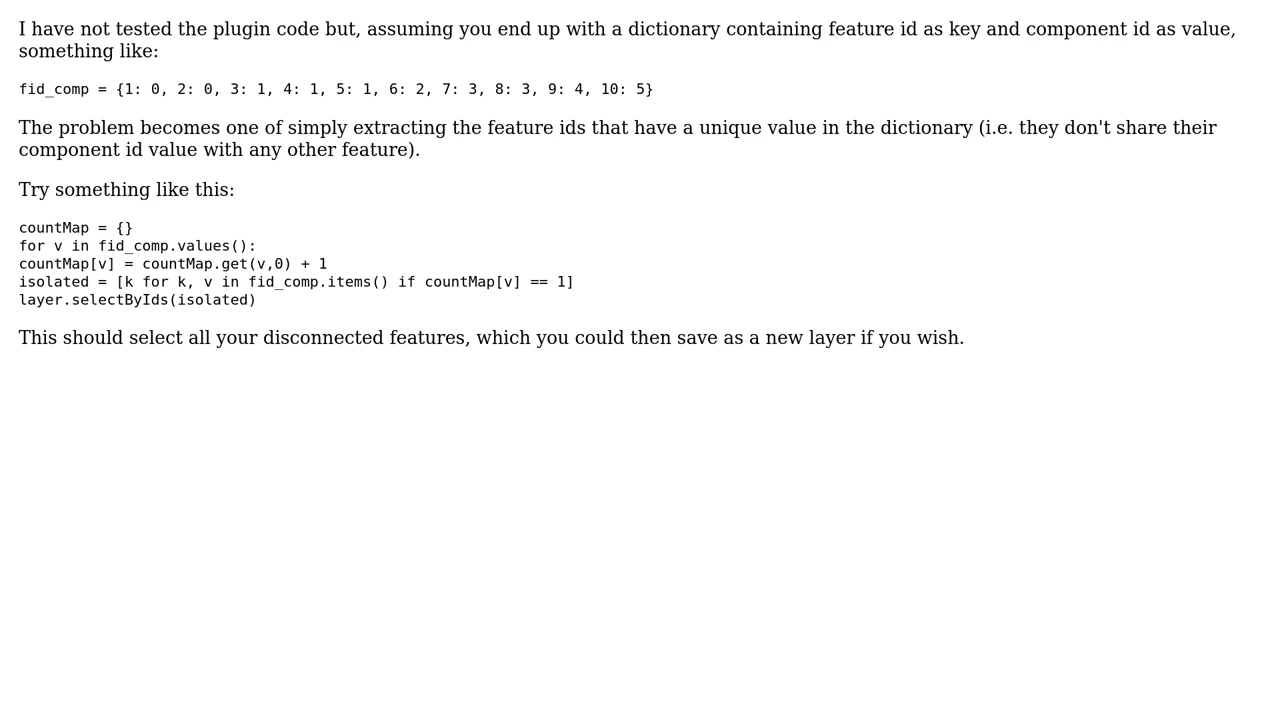 I have not tested the plugin code but, assuming you end up with a dictionary containing feature id as key and component id as value,
something like:
fid_comp = {1: 0, 2: 0, 3: 1, 4: 1, 5: 1, 6: 2, 7: 3, 8: 3, 9: 4, 10: 5}
The problem becomes one of simply extracting the feature ids that have a unique value in the dictionary (i.e. they don't share their
component id value with any other feature).
Try something like this:
countMap = {}
for v in fid_comp.values():
countMap[v] = countMap.get(v,0) + 1
isolated = [k for k, v in fid_comp.items() if countMap[v] == 1]
layer.selectByIds(isolated)
This should select all your disconnected features, which you could then save as a new layer if you wish.